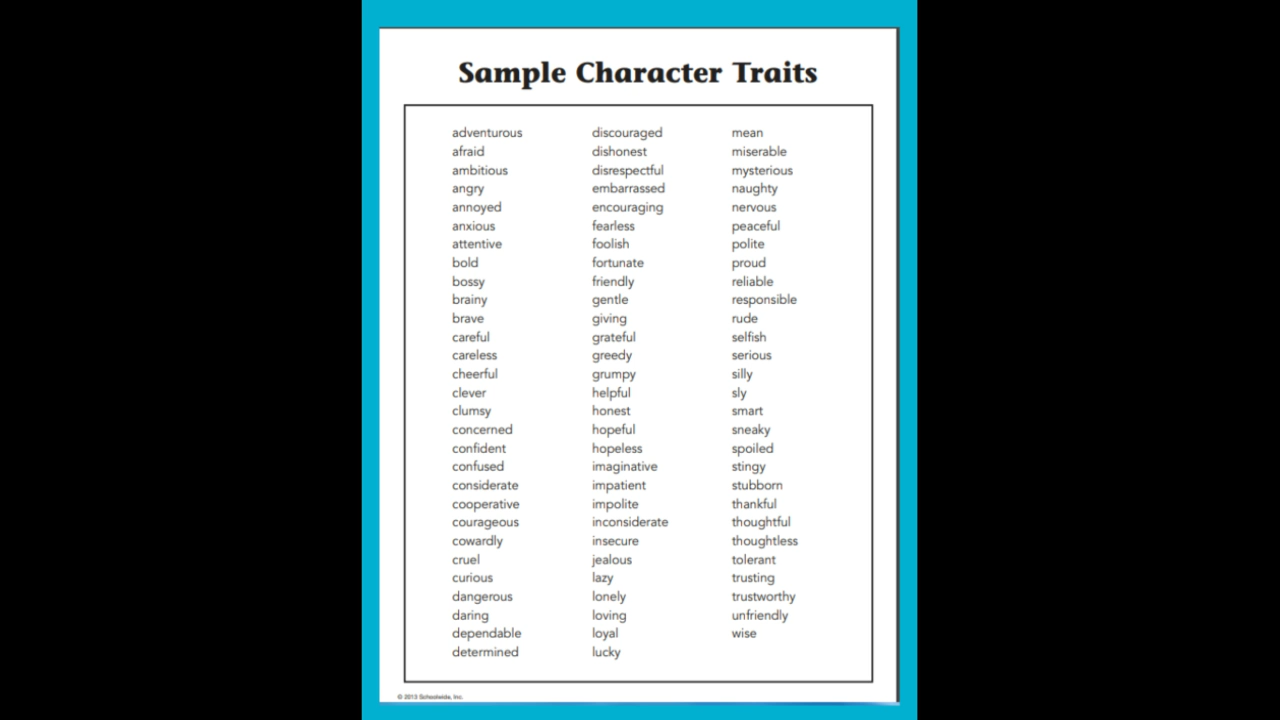 Sample Character Traits
adventurous
afraid
ambitious
angry
annoyed
anxious
attentive
bold
bossy
brainy
brave
careful
careless
cheerful
clever
clumsy
concerned
confident
confused
considerate
cooperative
courageous
cowardly
cruel
curious
dangerous
daring
dependable
determined
discouraged
dishonest
disrespectful
embarrassed
encouraging
fearless
foolish
fortunate
friendly
gentle
giving
grateful
greedy
grumpy
helpful
honest
hopeful
hopeless
imaginative
impatient
impolite
inconsiderate
insecure
jealous
lazy
lonely
loving
loyal
lucky
mean
miserable
mysterious
naughty
nervous
peaceful
polite
proud
reliable
responsible
rude
selfish
serious
silly
sly
smart
sneaky
spoiled
stingy
stubborn
thankful
thoughtful
thoughtless
tolerant
trusting
trustworthy
unfriendly
wise
© 2013 Schoolwide, Inc.